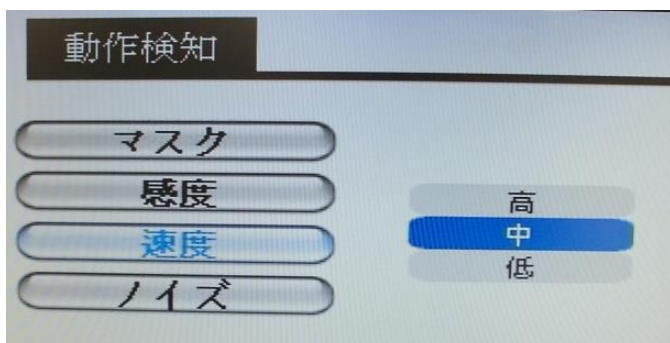 動作検知
マスク
感度
速度
ノイズ
高
中
低